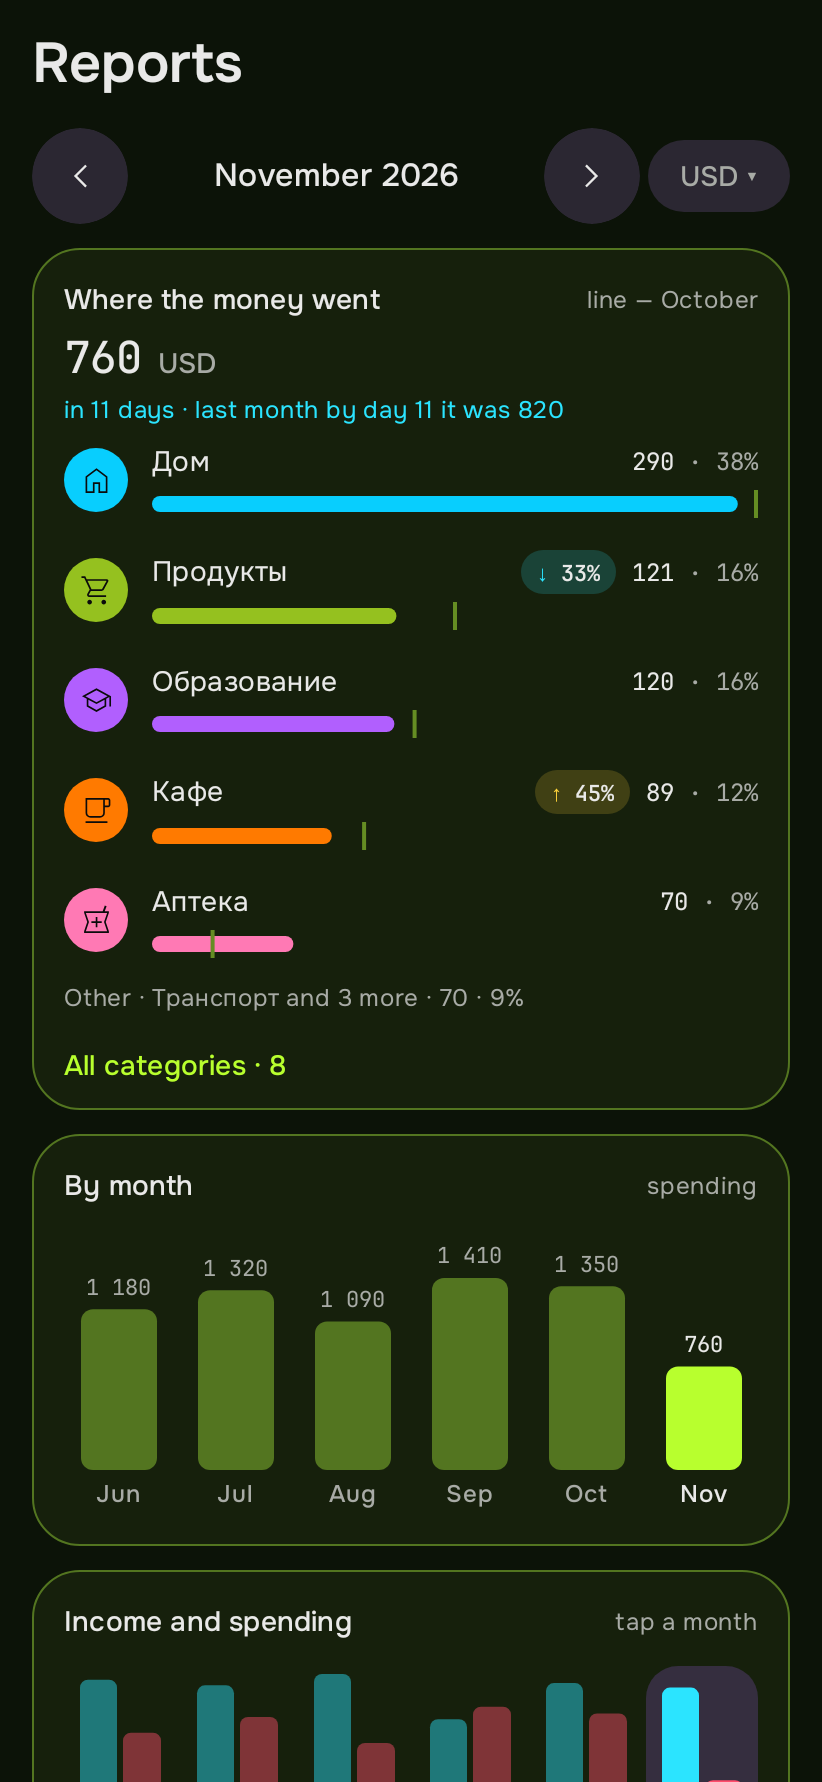 Reports
November 2026
USD ▾
Where the money went
line — October
760 USD
in 11 days · last month by day 11 it was 820
Дом
290 · 38%
Продукты
↓ 33% 121 · 16%
Образование
120 · 16%
Кафе
↑ 45% 89 · 12%
Аптека
70 · 9%
Other · Транспорт and 3 more · 70 · 9%
All categories · 8
By month
spending
1 180
1 320
1 090
1 410
1 350
760
Jun
Jul
Aug
Sep
Oct
Nov
Income and spending
tap a month